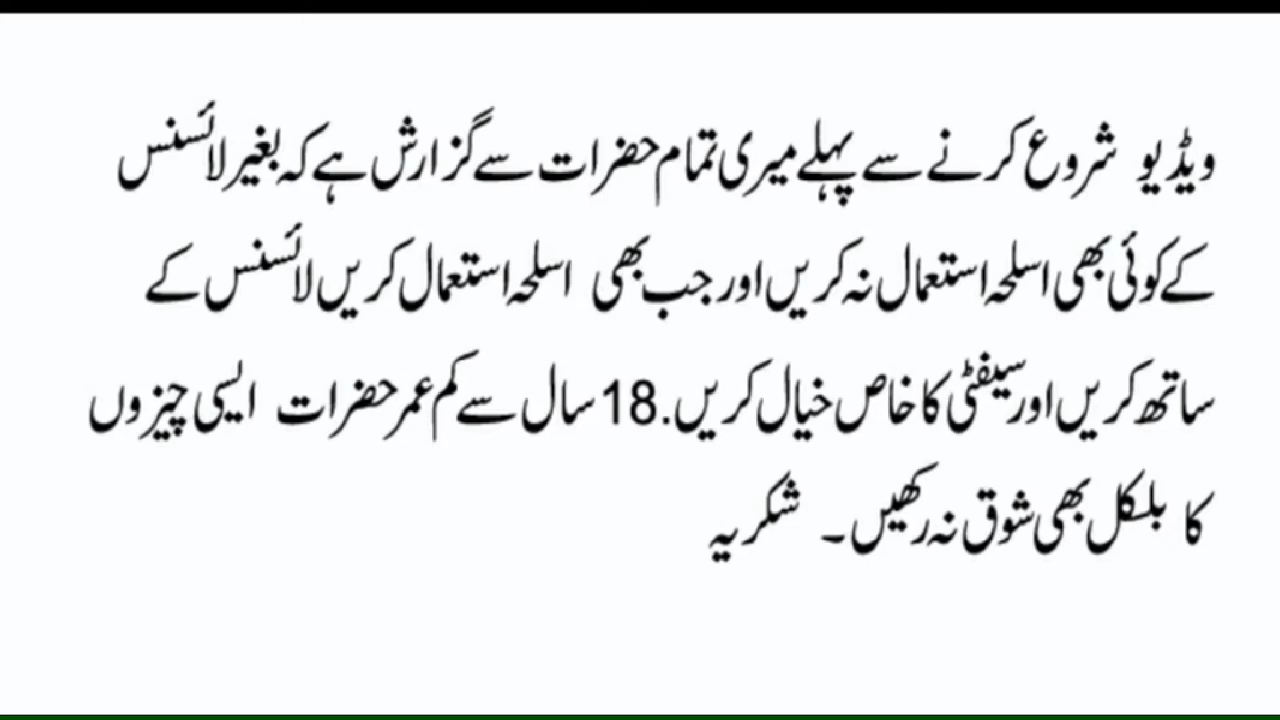 ویڈیو شروع کرنے سے پہلے میری تمام حضرات سے گزارش ہے کہ بغیر لائسنس
کے کوئی بھی اسلحہ استعمال نہ کریں اور جب بھی اسلحہ استعمال کریں لائسنس کے
ساتھ کریں اور سیفٹی کا خاص خیال کریں. 18 سال سے کم عمر حضرات ایسی چیزوں
کا بلکل بھی شوق نہ رکھیں۔ شکریہ